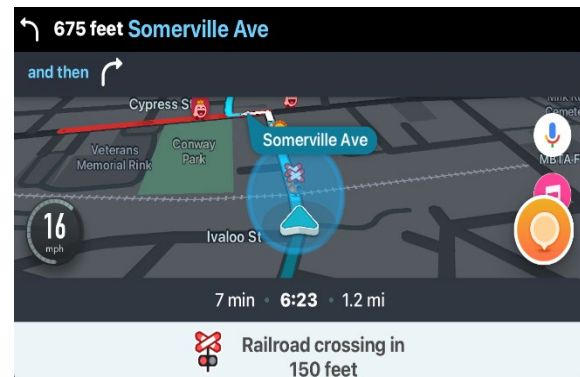 675 feet Somerville Ave
and then
Cypress S
Somerville Ave
Veterans
Memorial Rink
Conway
Park
MBTA F
16
mph
Ivaloo St
7 min • 6:23 • 1.2 mi
Railroad crossing in
150 feet